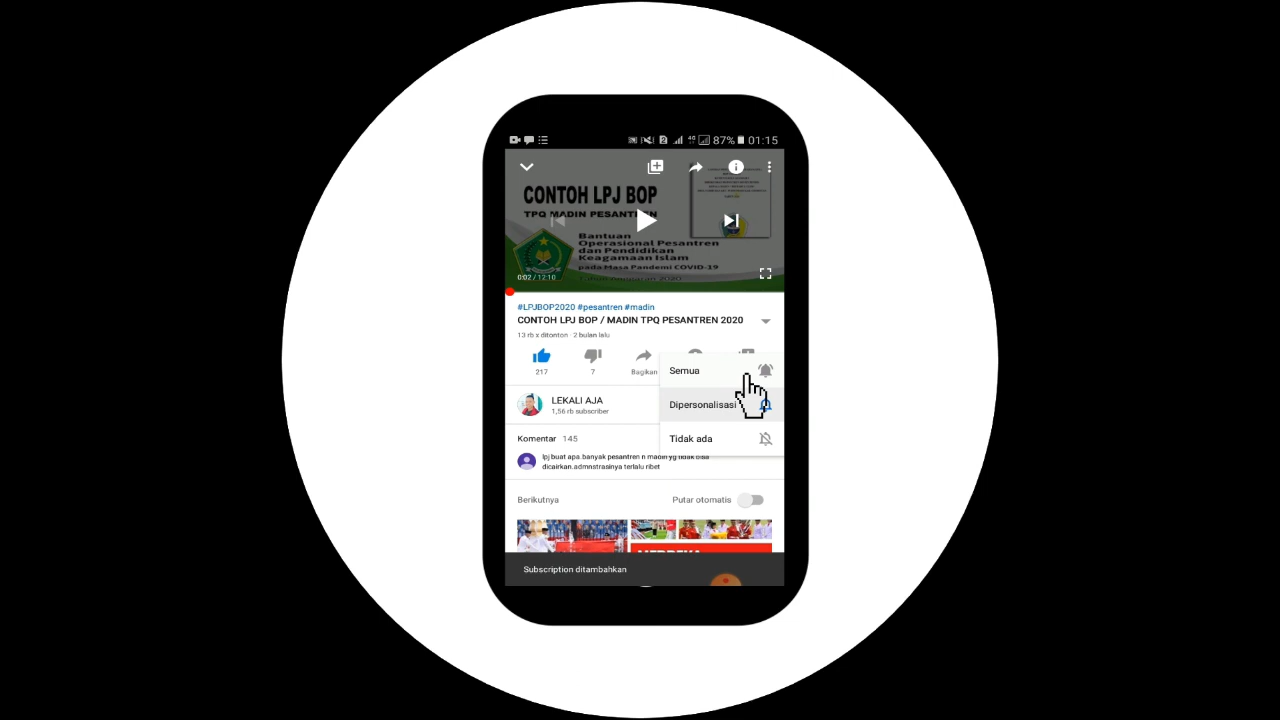 87% 01:15
CONTOH LPJ BOP
TPQ MADIN PESANTREN
Bantuan
Operasional Pesantren
dan Pendidikan
Keagamaan Islam
pada Masa Pandemi COVID-19
0:02 / 12:10
#LPJBOP2020 #pesantren #madin
CONTOH LPJ BOP / MADIN TPQ PESANTREN 2020
13 rb x ditonton · 2 bulan lalu
217 7 Bagikan
Semua
LEKALI AJA
1,56 rb subscriber
Dipersonalisasi
Tidak ada
Komentar 145
lpj buat apa.banyak pesantren n madin yg.tidak bisa
dicairkan.admnstrasinya terlalu ribet
Berikutnya Putar otomatis
Subscription ditambahkan